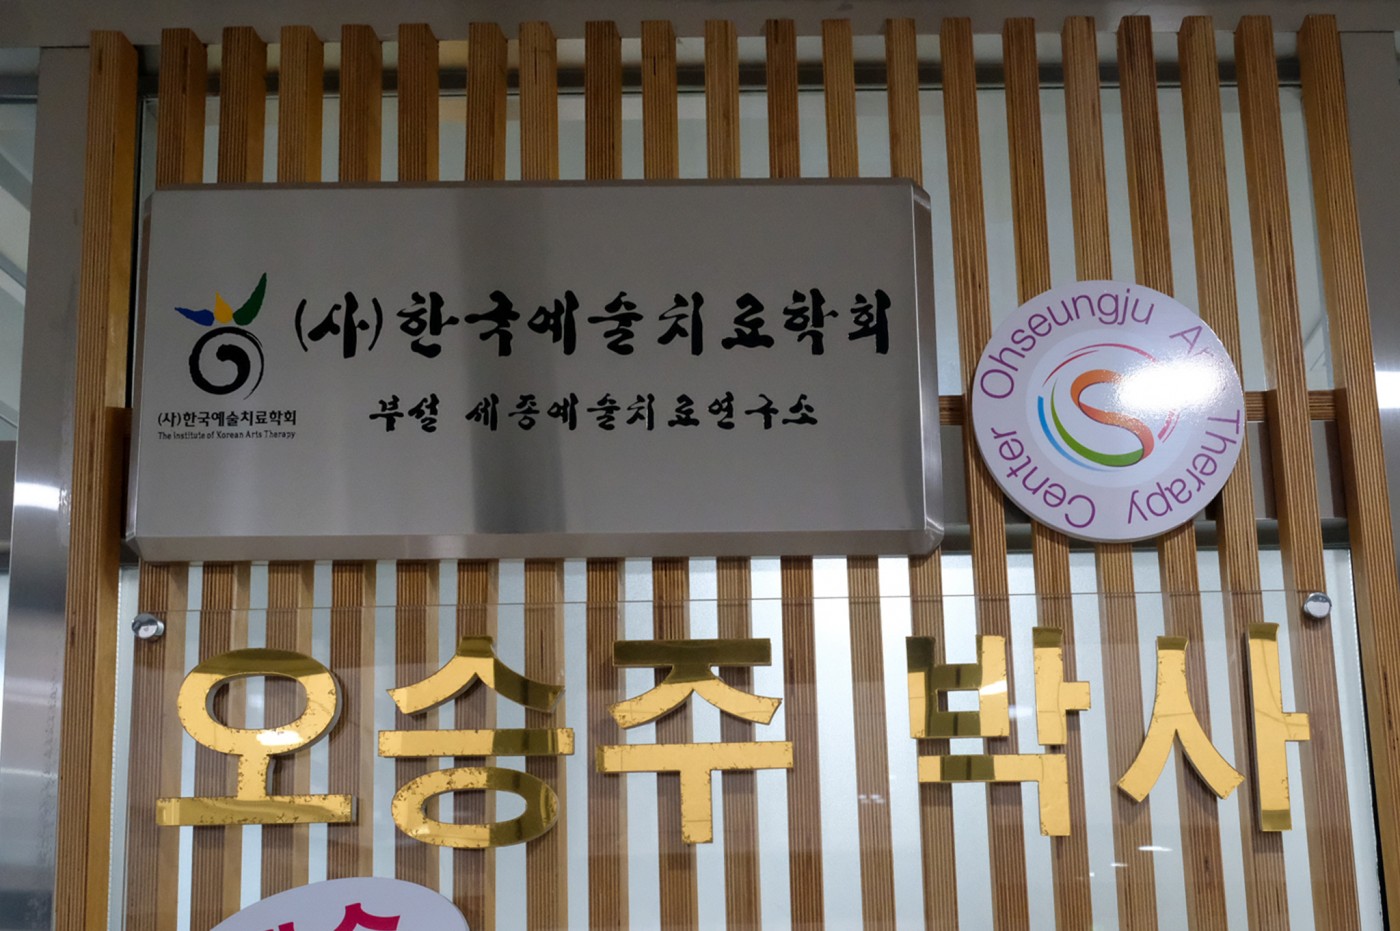 (사)한국예술치료학회
부설 세종예술치료연구소
(사)한국예술치료학회
The Institute of Korean Arts Therapy
Ohseungju Art Therapy Center
오승주 박사